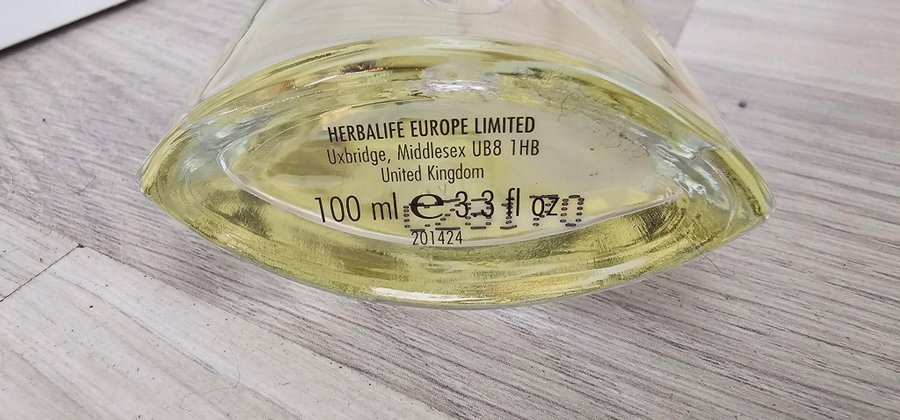 HERBALIFE EUROPE LIMITED
Uxbridge, Middlesex UB8 1HB
United Kingdom
100 ml ℮ 3.3 fl oz
201424